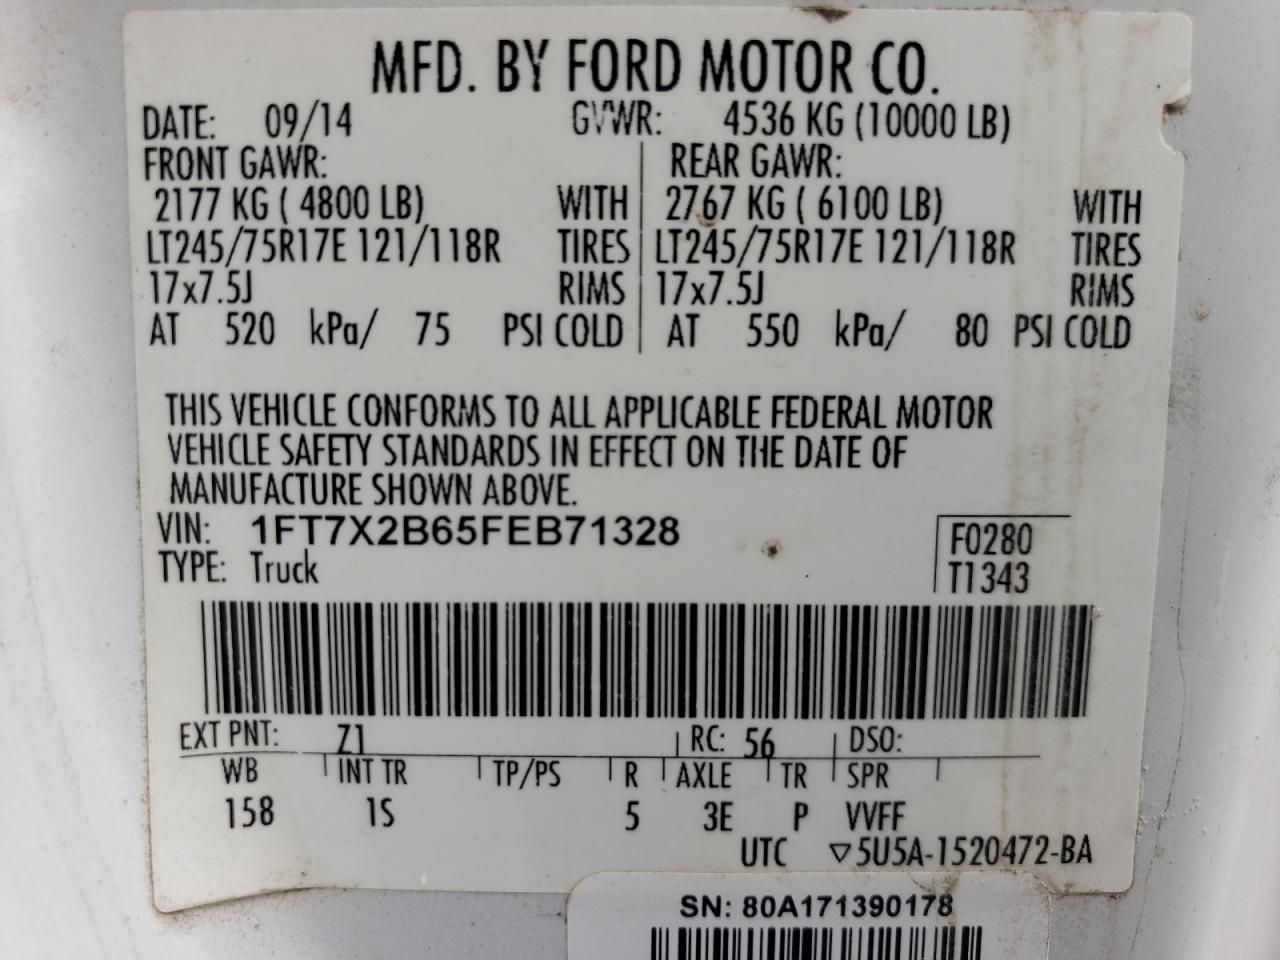 MFD. BY FORD MOTOR CO.
DATE: 09/14 GVWR: 4536 KG (10000 LB)
FRONT GAWR: REAR GAWR:
2177 KG ( 4800 LB) WITH 2767 KG ( 6100 LB) WITH
LT245/75R17E 121/118R TIRES LT245/75R17E 121/118R TIRES
17x7.5J RIMS 17x7.5J RIMS
AT 520 kPa/ 75 PSI COLD AT 550 kPa/ 80 PSI COLD
THIS VEHICLE CONFORMS TO ALL APPLICABLE FEDERAL MOTOR
VEHICLE SAFETY STANDARDS IN EFFECT ON THE DATE OF
MANUFACTURE SHOWN ABOVE.
VIN: 1FT7X2B65FEB71328 F0280
TYPE: Truck T1343
EXT PNT: Z1 RC: 56 DSO:
WB INT TR TP/PS R AXLE TR SPR
158 1S 5 3E P VVFF
UTC ▽5U5A-1520472-BA
SN: 80A171390178